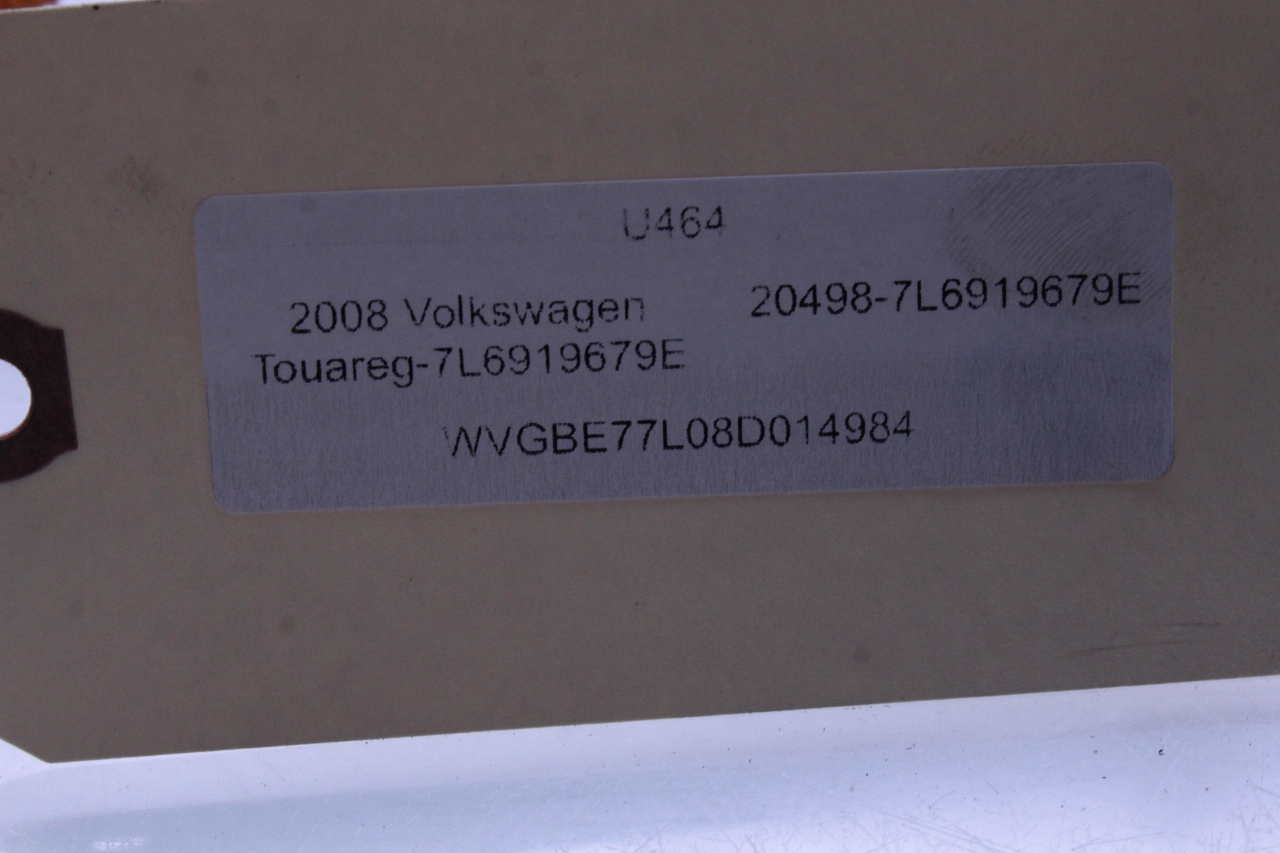 U464
2008 Volkswagen 20498-7L6919679E
Touareg-7L6919679E
WVGBE77L08D014984